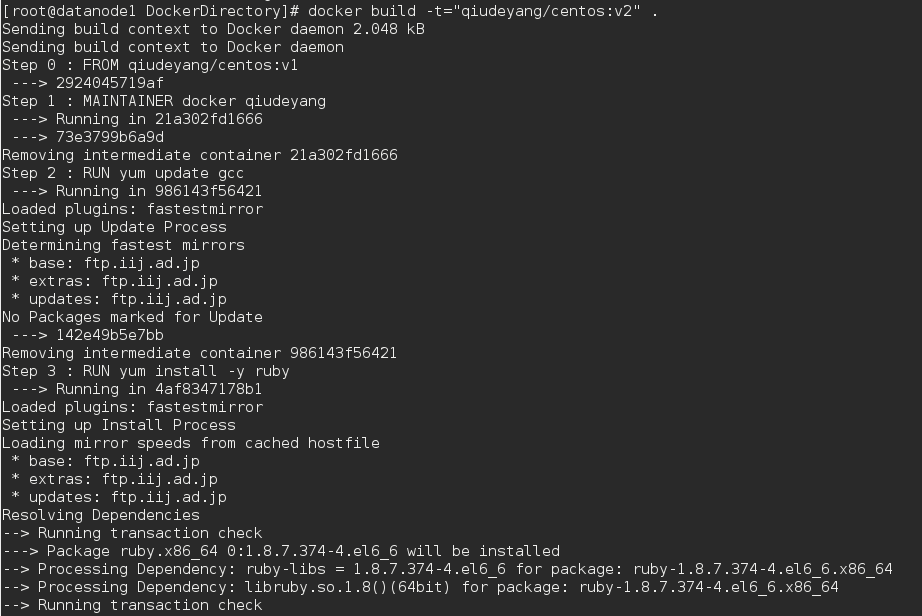 [root@datanode1 DockerDirectory]# docker build -t="qiudeyang/centos:v2" .
Sending build context to Docker daemon 2.048 kB
Sending build context to Docker daemon
Step 0 : FROM qiudeyang/centos:v1
 ---> 2924045719af
Step 1 : MAINTAINER docker qiudeyang
 ---> Running in 21a302fd1666
 ---> 73e3799b6a9d
Removing intermediate container 21a302fd1666
Step 2 : RUN yum update gcc
 ---> Running in 986143f56421
Loaded plugins: fastestmirror
Setting up Update Process
Determining fastest mirrors
 * base: ftp.iij.ad.jp
 * extras: ftp.iij.ad.jp
 * updates: ftp.iij.ad.jp
No Packages marked for Update
 ---> 142e49b5e7bb
Removing intermediate container 986143f56421
Step 3 : RUN yum install -y ruby
 ---> Running in 4af8347178b1
Loaded plugins: fastestmirror
Setting up Install Process
Loading mirror speeds from cached hostfile
 * base: ftp.iij.ad.jp
 * extras: ftp.iij.ad.jp
 * updates: ftp.iij.ad.jp
Resolving Dependencies
--> Running transaction check
---> Package ruby.x86_64 0:1.8.7.374-4.el6_6 will be installed
--> Processing Dependency: ruby-libs = 1.8.7.374-4.el6_6 for package: ruby-1.8.7.374-4.el6_6.x86_64
--> Processing Dependency: libruby.so.1.8()(64bit) for package: ruby-1.8.7.374-4.el6_6.x86_64
--> Running transaction check